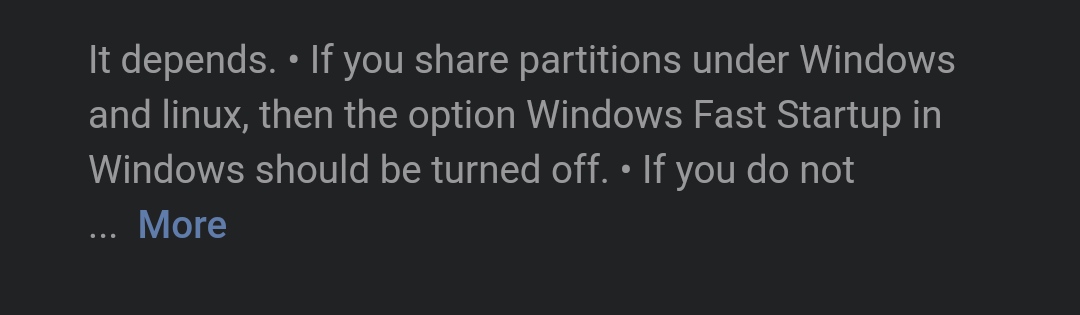 It depends. • If you share partitions under Windows
and linux, then the option Windows Fast Startup in
Windows should be turned off. • If you do not
... More